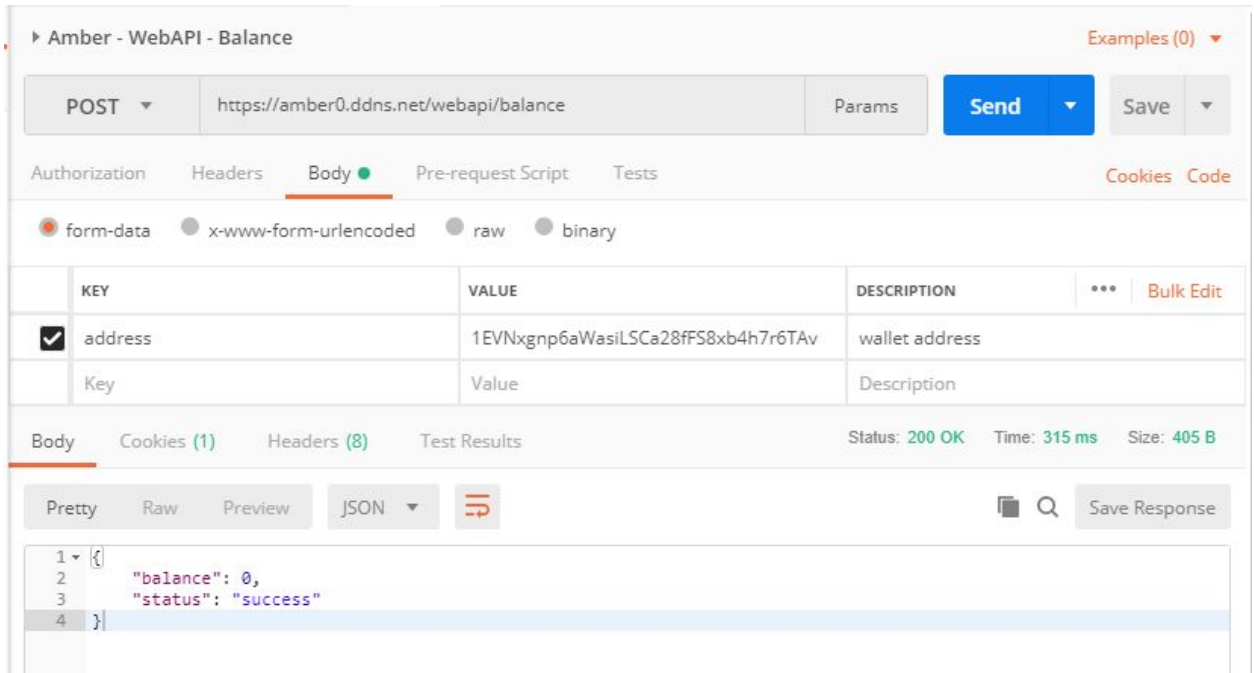 Amber - WebAPI - Balance Examples (0)
POST https://amber0.ddns.net/webapi/balance Params Send Save
Authorization Headers Body Pre-request Script Tests Cookies Code
form-data x-www-form-urlencoded raw binary
KEY VALUE DESCRIPTION ••• Bulk Edit
address 1EVNxgnp6aWasiLSCa28fFS8xb4h7r6TAv wallet address
Key Value Description
Body Cookies (1) Headers (8) Test Results Status: 200 OK Time: 315 ms Size: 405 B
Pretty Raw Preview JSON Save Response
1 {
2 "balance": 0,
3 "status": "success"
4 }